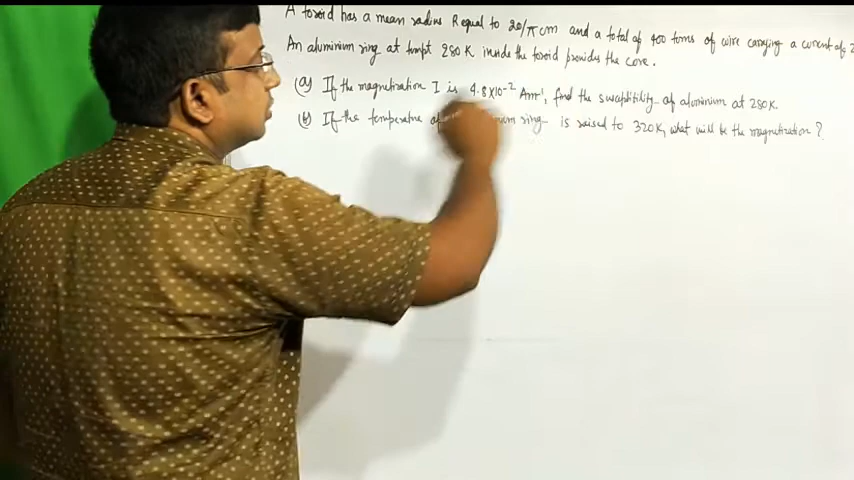 A toroid has a mean radius R equal to 20/π cm and a total of 400 turns of wire carrying a current of 2
An aluminium ring at tempt 280 K inside the toroid provides the core.
(a) If the magnetization I is 4.8×10⁻² Am⁻¹, find the susceptibility of aluminium at 280K.
(b) If the temperature of ring is raised to 320K, what will be the magnetization?